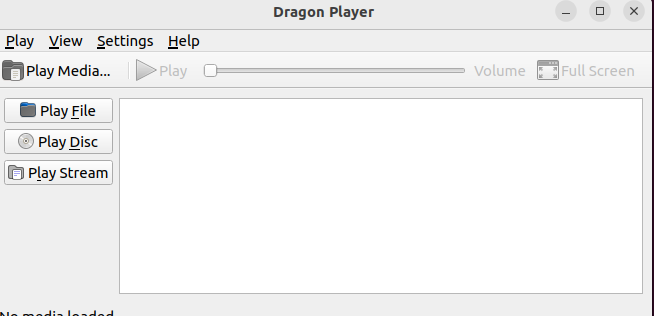 Dragon Player
Play View Settings Help
Play Media... Play Volume Full Screen
Play File
Play Disc
Play Stream
No media loaded